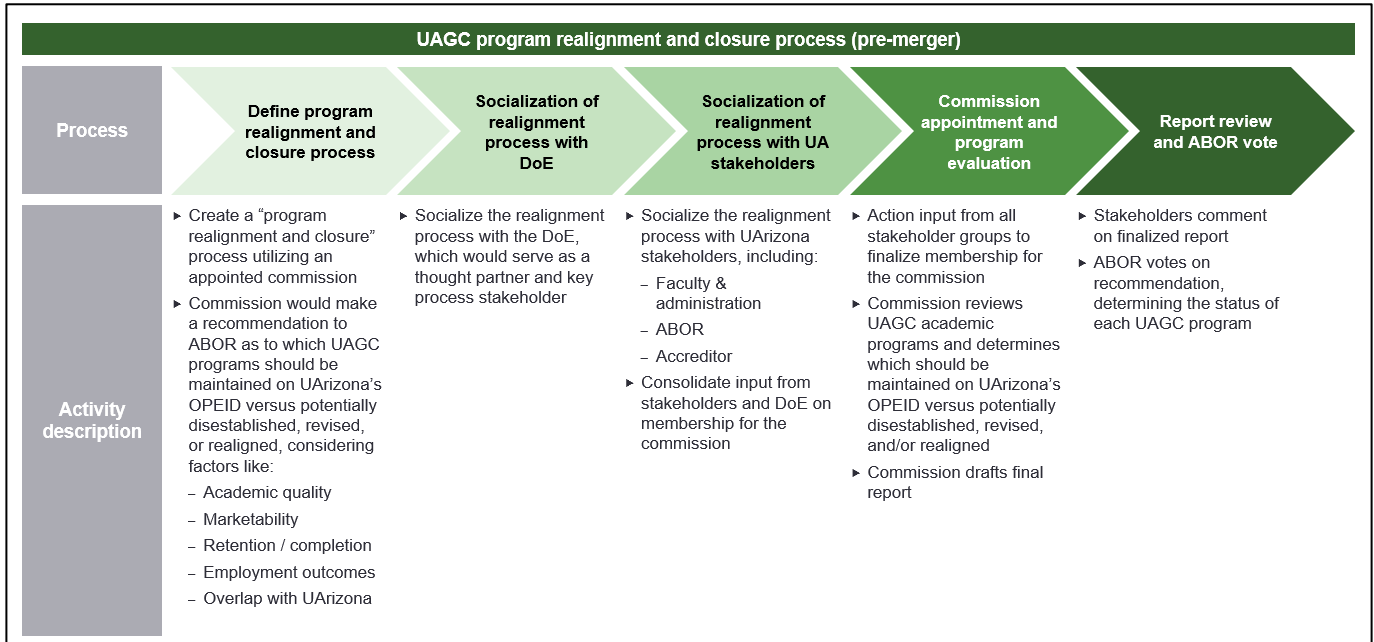 UAGC program realignment and closure process (pre-merger)
Process
Define program
realignment and
closure process
Socialization of
realignment
process with
DoE
Socialization of
realignment
process with UA
stakeholders
Commission
appointment and
program
evaluation
Report review
and ABOR vote
Activity
description
▸ Create a “program
realignment and closure”
process utilizing an
appointed commission
▸ Commission would make
a recommendation to
ABOR as to which UAGC
programs should be
maintained on UArizona’s
OPEID versus potentially
disestablished, revised,
or realigned, considering
factors like:
– Academic quality
– Marketability
– Retention / completion
– Employment outcomes
– Overlap with UArizona
▸ Socialize the realignment
process with the DoE,
which would serve as a
thought partner and key
process stakeholder
▸ Socialize the realignment
process with UArizona
stakeholders, including:
– Faculty &
administration
– ABOR
– Accreditor
▸ Consolidate input from
stakeholders and DoE on
membership for the
commission
▸ Action input from all
stakeholder groups to
finalize membership for
the commission
▸ Commission reviews
UAGC academic
programs and determines
which should be
maintained on UArizona’s
OPEID versus potentially
disestablished, revised,
and/or realigned
▸ Commission drafts final
report
▸ Stakeholders comment
on finalized report
▸ ABOR votes on
recommendation,
determining the status of
each UAGC program